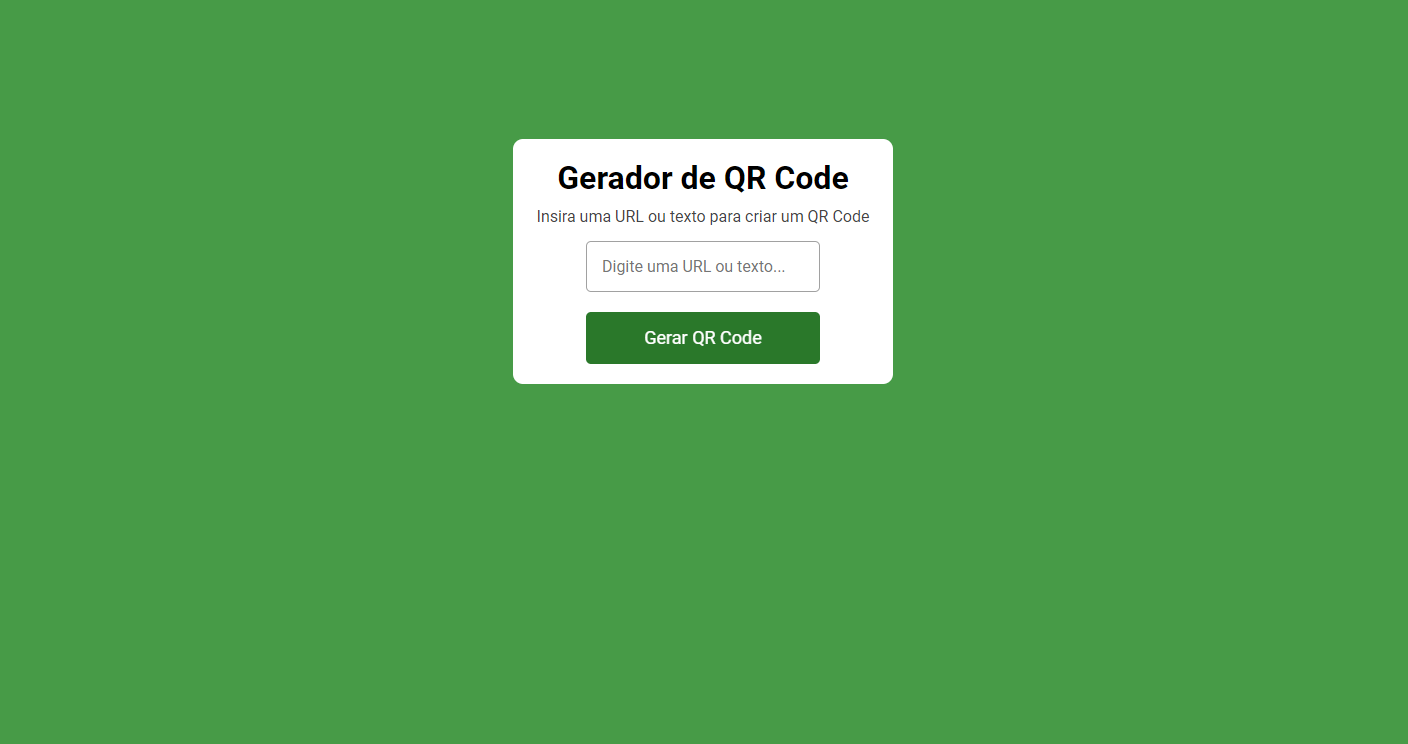 Gerador de QR Code
Insira uma URL ou texto para criar um QR Code
Digite uma URL ou texto...
Gerar QR Code